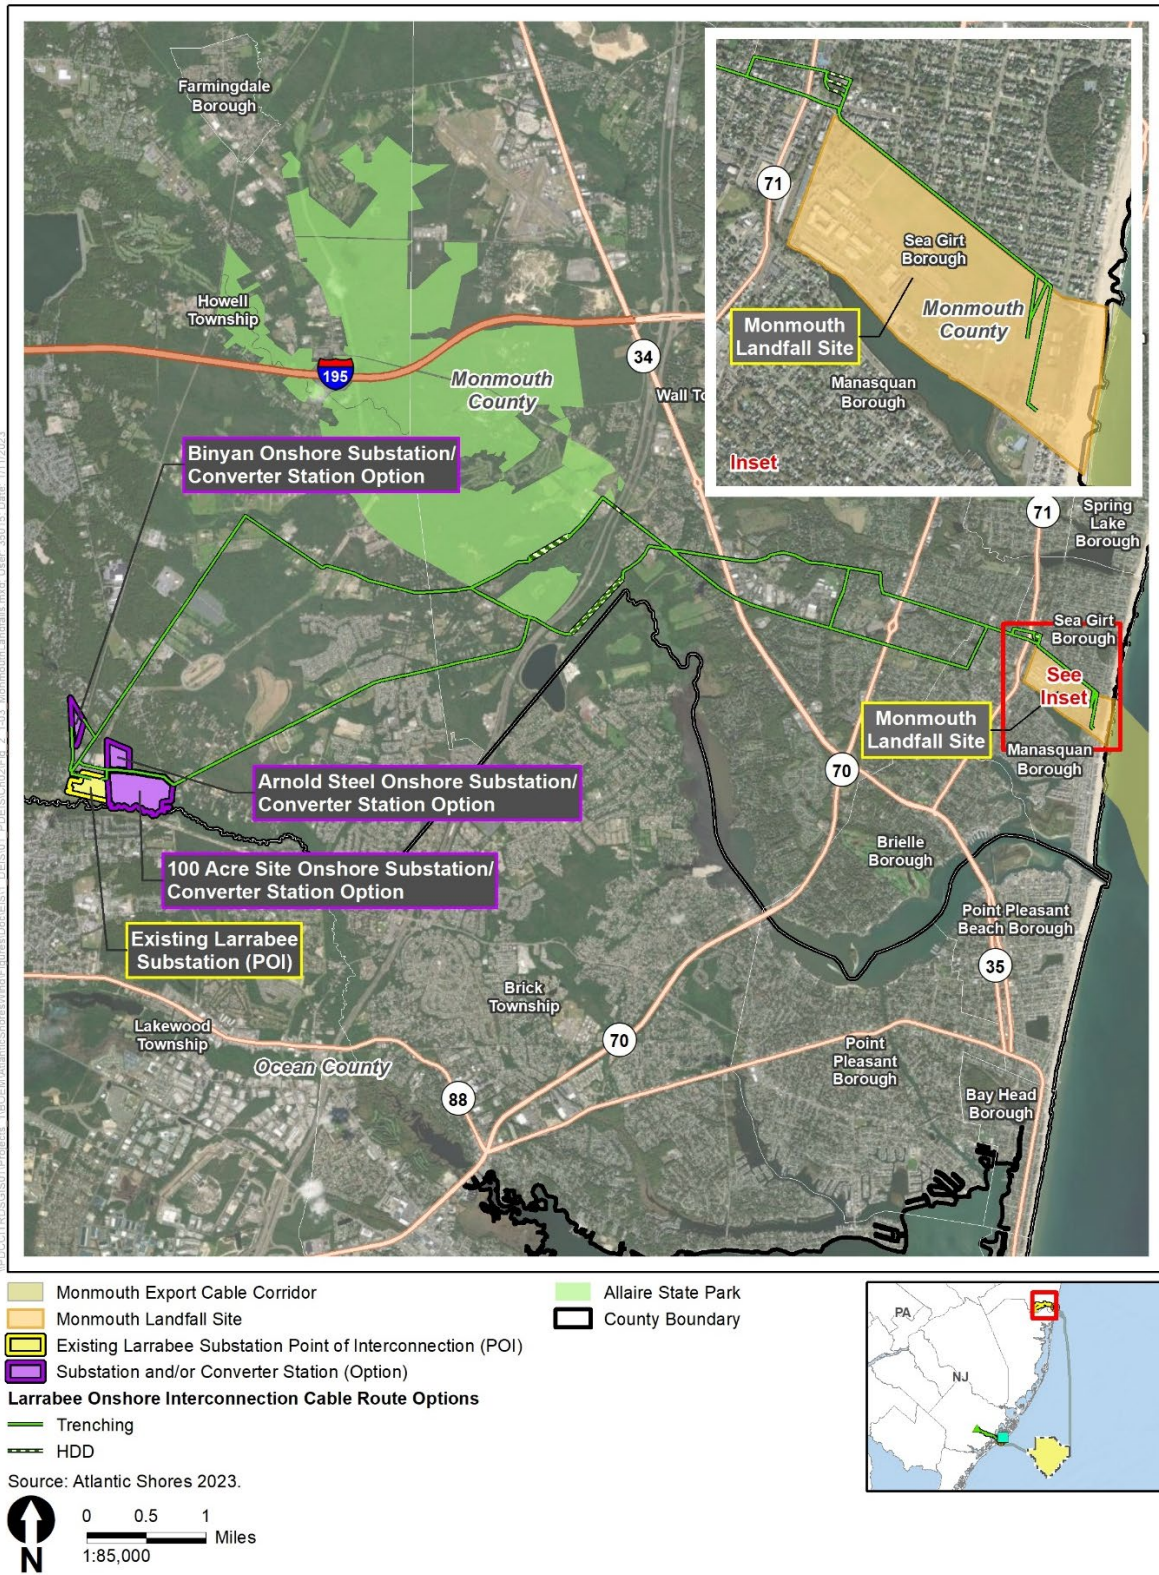 Farmingdale
Borough
Howell
Township
195
Monmouth
County
34
Wall To
71
Sea Girt
Borough
Monmouth
County
Monmouth
Landfall Site
Manasquan
Borough
Inset
Binyan Onshore Substation/
Converter Station Option
71
Spring
Lake
Borough
Sea Girt
Borough
See
Inset
Monmouth
Landfall Site
Manasquan
Borough
70
Arnold Steel Onshore Substation/
Converter Station Option
100 Acre Site Onshore Substation/
Converter Station Option
Existing Larrabee
Substation (POI)
Brielle
Borough
Point Pleasant
Beach Borough
35
Brick
Township
Lakewood
Township
Ocean County
70
88
Point
Pleasant
Borough
Bay Head
Borough
Monmouth Export Cable Corridor
Monmouth Landfall Site
Existing Larrabee Substation Point of Interconnection (POI)
Substation and/or Converter Station (Option)
Larrabee Onshore Interconnection Cable Route Options
Trenching
HDD
Allaire State Park
County Boundary
PA
NJ
Source: Atlantic Shores 2023.
N
0 0.5 1
Miles
1:85,000